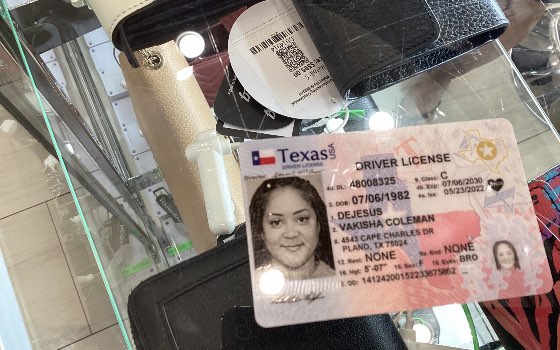 Texas USA
DRIVER LICENSE
DRIVER LICENSE
Director:
4d. DL: 48008325 9. Class: C
4b. Exp: 07/06/2030
3. DOB: 07/06/1982 4a. Iss: 05/23/2022
1. DEJESUS
2. VAKISHA COLEMAN
8. 4543 CAPE CHARLES DR
PLANO, TX 75024
12. Rest: NONE 9a. End: NONE
16. Hgt: 5'-07" 15. Sex: F 18. Eyes: BRO
5. DD: 14124200152233675862